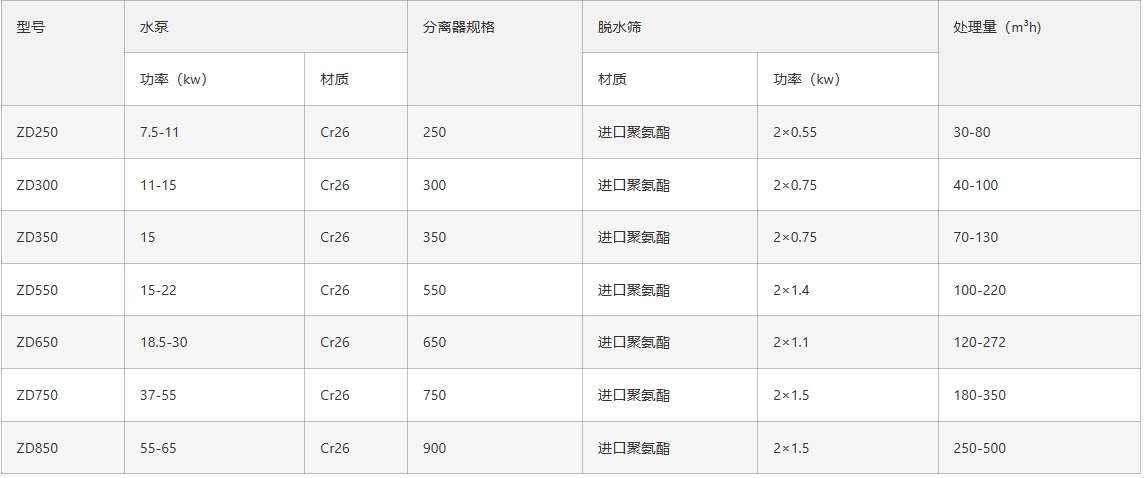 型号 水泵 分离器规格 脱水筛 处理量（m³h)
功率（kw） 材质 材质 功率（kw）
ZD250 7.5-11 Cr26 250 进口聚氨酯 2×0.55 30-80
ZD300 11-15 Cr26 300 进口聚氨酯 2×0.75 40-100
ZD350 15 Cr26 350 进口聚氨酯 2×0.75 70-130
ZD550 15-22 Cr26 550 进口聚氨酯 2×1.4 100-220
ZD650 18.5-30 Cr26 650 进口聚氨酯 2×1.1 120-272
ZD750 37-55 Cr26 750 进口聚氨酯 2×1.5 180-350
ZD850 55-65 Cr26 900 进口聚氨酯 2×1.5 250-500